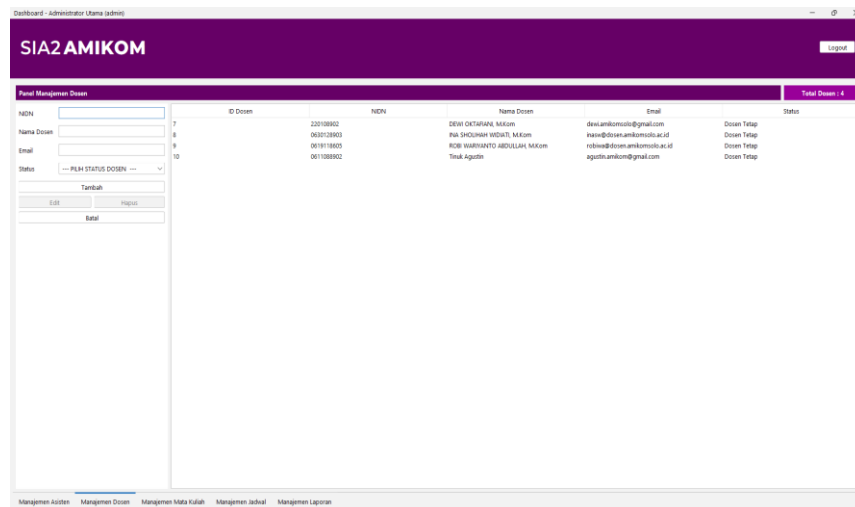 Dashboard - Administrator Utama (admin)
SIA2 AMIKOM
Logout
Panel Manajemen Dosen
Total Dosen : 4
NIDN
Nama Dosen
Email
Status --- PILIH STATUS DOSEN ---
Tambah
Edit Hapus
Batal
ID Dosen NIDN Nama Dosen Email Status
7 220108902 DEWI OKTAFIANI, M.Kom dewi.amikomsolo@gmail.com Dosen Tetap
8 0630128903 INA SHOLIHAH WIDIATI, M.Kom inasw@dosen.amikomsolo.ac.id Dosen Tetap
9 0619118605 ROBI WARIYANTO ABDULLAH, M.Kom robiwa@dosen.amikomsolo.ac.id Dosen Tetap
10 0611088902 Tinuk Agustin agustin.amikom@gmail.com Dosen Tetap
Manajemen Asisten Manajemen Dosen Manajemen Mata Kuliah Manajemen Jadwal Manajemen Laporan